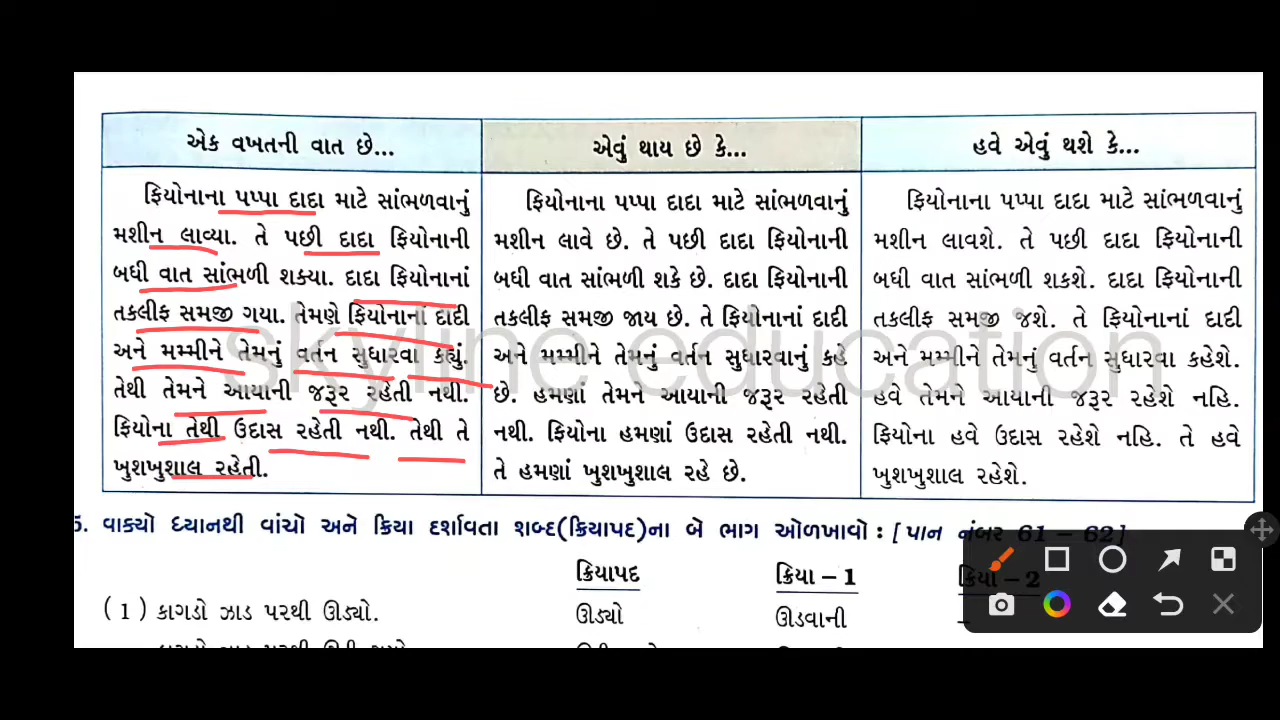 એક વખતની વાત છે...
ફિયોનાના પપ્પા દાદા માટે સાંભળવાનું
મશીન લાવ્યા. તે પછી દાદા ફિયોનાની
બધી વાત સાંભળી શક્યા. દાદા ફિયોનાનાં
તકલીફ સમજી ગયા. તેમણે ફિયોનાનાં દાદી
અને મમ્મીને તેમનું વર્તન સુધારવા કહ્યું.
તેથી તેમને આયાની જરૂર રહેતી નથી.
ફિયોના તેથી ઉદાસ રહેતી નથી. તેથી તે
ખુશખુશાલ રહેતી.
એવું થાય છે કે...
ફિયોનાના પપ્પા દાદા માટે સાંભળવાનું
મશીન લાવે છે. તે પછી દાદા ફિયોનાની
બધી વાત સાંભળી શકે છે. દાદા ફિયોનાની
તકલીફ સમજી જાય છે. તે ફિયોનાનાં દાદી
અને મમ્મીને તેમનું વર્તન સુધારવાનું કહે
છે. હમણાં તેમને આયાની જરૂર રહેતી
નથી. ફિયોના હમણાં ઉદાસ રહેતી નથી.
તે હમણાં ખુશખુશાલ રહે છે.
હવે એવું થશે કે...
ફિયોનાના પપ્પા દાદા માટે સાંભળવાનું
મશીન લાવશે. તે પછી દાદા ફિયોનાની
બધી વાત સાંભળી શકશે. દાદા ફિયોનાની
તકલીફ સમજી જશે. તે ફિયોનાનાં દાદી
અને મમ્મીને તેમનું વર્તન સુધારવા કહેશે.
હવે તેમને આયાની જરૂર રહેશે નહિ.
ફિયોના હવે ઉદાસ રહેશે નહિ. તે હવે
ખુશખુશાલ રહેશે.
skyline education
5. વાક્યો ધ્યાનથી વાંચો અને ક્રિયા દર્શાવતા શબ્દ(ક્રિયાપદ)ના બે ભાગ ઓળખાવો : [પાન નંબર 61 – 62]
ક્રિયાપદ ક્રિયા – 1 ક્રિયા – 2
(1) કાગડો ઝાડ પરથી ઊડ્યો. ઊડ્યો ઊડવાની –